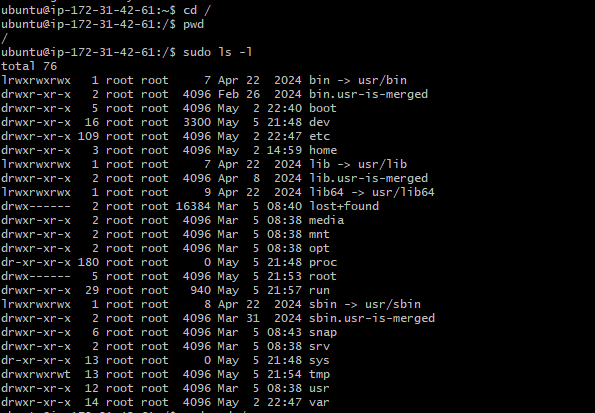 ubuntu@ip-172-31-42-61:~$ cd /
ubuntu@ip-172-31-42-61:/$ pwd
/
ubuntu@ip-172-31-42-61:/$ sudo ls -l
total 76
lrwxrwxrwx   1 root root     7 Apr 22  2024 bin -> usr/bin
drwxr-xr-x   2 root root  4096 Feb 26  2024 bin.usr-is-merged
drwxr-xr-x   5 root root  4096 May  2 22:40 boot
drwxr-xr-x  16 root root  3300 May  5 21:48 dev
drwxr-xr-x 109 root root  4096 May  2 22:47 etc
drwxr-xr-x   3 root root  4096 May  2 14:59 home
lrwxrwxrwx   1 root root     7 Apr 22  2024 lib -> usr/lib
drwxr-xr-x   2 root root  4096 Apr  8  2024 lib.usr-is-merged
lrwxrwxrwx   1 root root     9 Apr 22  2024 lib64 -> usr/lib64
drwx------   2 root root 16384 Mar  5 08:40 lost+found
drwxr-xr-x   2 root root  4096 Mar  5 08:38 media
drwxr-xr-x   2 root root  4096 Mar  5 08:38 mnt
drwxr-xr-x   2 root root  4096 Mar  5 08:38 opt
dr-xr-xr-x 180 root root     0 May  5 21:48 proc
drwx------   5 root root  4096 May  5 21:53 root
drwxr-xr-x  29 root root   940 May  5 21:57 run
lrwxrwxrwx   1 root root     8 Apr 22  2024 sbin -> usr/sbin
drwxr-xr-x   2 root root  4096 Mar 31  2024 sbin.usr-is-merged
drwxr-xr-x   6 root root  4096 Mar  5 08:43 snap
drwxr-xr-x   2 root root  4096 Mar  5 08:38 srv
dr-xr-xr-x  13 root root     0 May  5 21:48 sys
drwxrwxrwt  13 root root  4096 May  5 21:54 tmp
drwxr-xr-x  12 root root  4096 Mar  5 08:38 usr
drwxr-xr-x  14 root root  4096 May  2 22:47 var